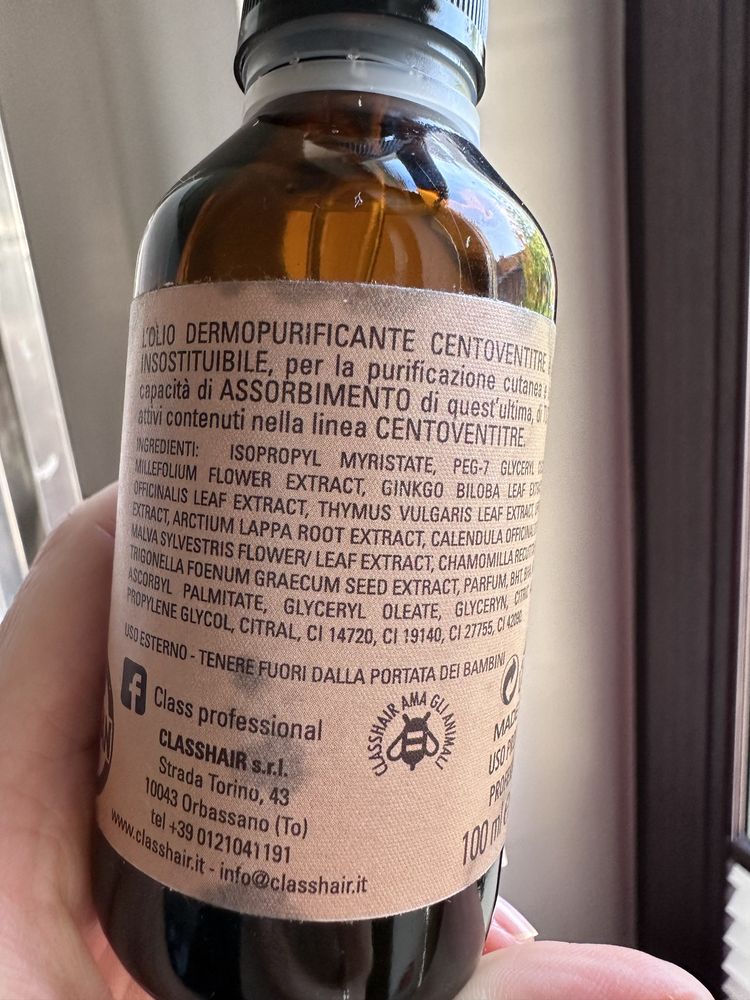 L'OLIO DERMOPURIFICANTE CENTOVENTITRE
INSOSTITUIBILE, per la purificazione cutanea
capacità di ASSORBIMENTO di quest'ultima, di
attivi contenuti nella linea CENTOVENTITRE.
INGREDIENTI: ISOPROPYL MYRISTATE, PEG-7 GLYCERYL
MILLEFOLIUM FLOWER EXTRACT, GINKGO BILOBA LEAF
OFFICINALIS LEAF EXTRACT, THYMUS VULGARIS LEAF EXTRACT,
EXTRACT, ARCTIUM LAPPA ROOT EXTRACT, CALENDULA
MALVA SYLVESTRIS FLOWER/ LEAF EXTRACT, CHAMOMILLA
TRIGONELLA FOENUM GRAECUM SEED EXTRACT, PARFUM, BHT,
ASCORBYL PALMITATE, GLYCERYL OLEATE, GLYCERYN,
PROPYLENE GLYCOL, CITRAL, CI 14720, CI 19140, CI 27755, CI 42090
USO ESTERNO - TENERE FUORI DALLA PORTATA DEI BAMBINI
f Class professional
CLASSHAIR s.r.l.
Strada Torino, 43
10043 Orbassano (To)
tel +39 0121041191
www.classhair.it - info@classhair.it
CLASSHAIR AMA GLI ANIMALI
MADE
USO
100 ml